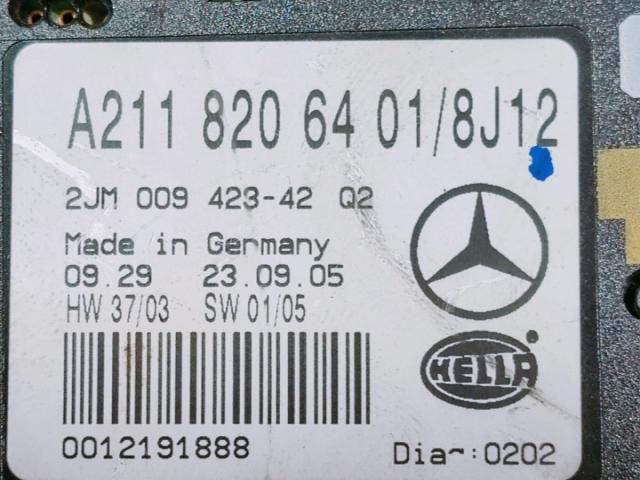 A211 820 64 01/8J12
2JM 009 423-42 Q2
Made in Germany
09.29 23.09.05
HW 37/03 SW 01/05
HELLA
0012191888
Dia~:0202